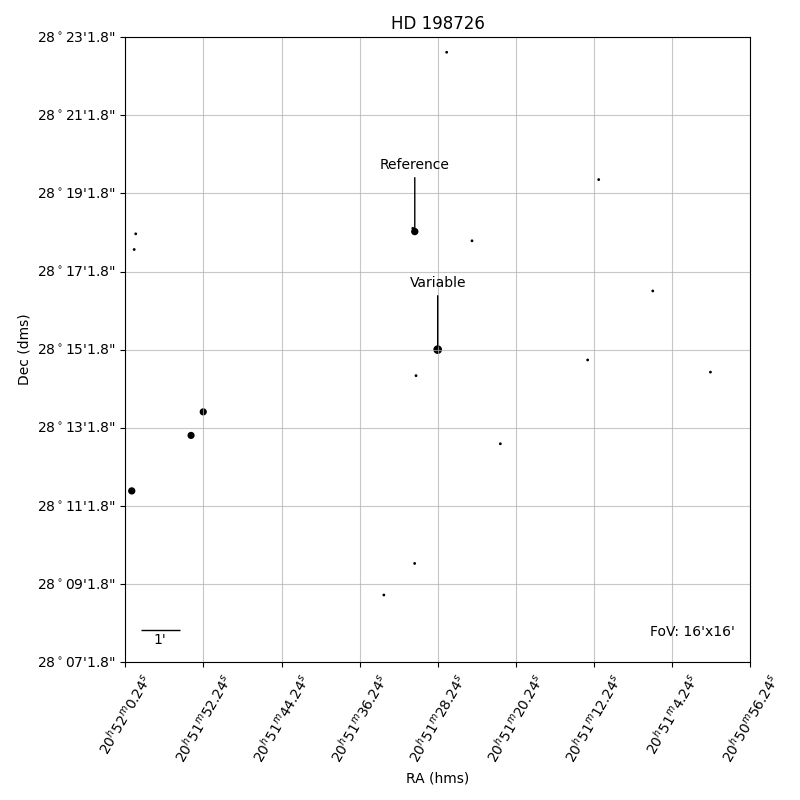 HD 198726
28°23'1.8"
28°21'1.8"
28°19'1.8"
28°17'1.8"
28°15'1.8"
28°13'1.8"
28°11'1.8"
28°09'1.8"
28°07'1.8"
Dec (dms)
Reference
Variable
1'
FoV: 16'x16'
20h52m0.24s
20h51m52.24s
20h51m44.24s
20h51m36.24s
20h51m28.24s
20h51m20.24s
20h51m12.24s
20h51m4.24s
20h50m56.24s
RA (hms)